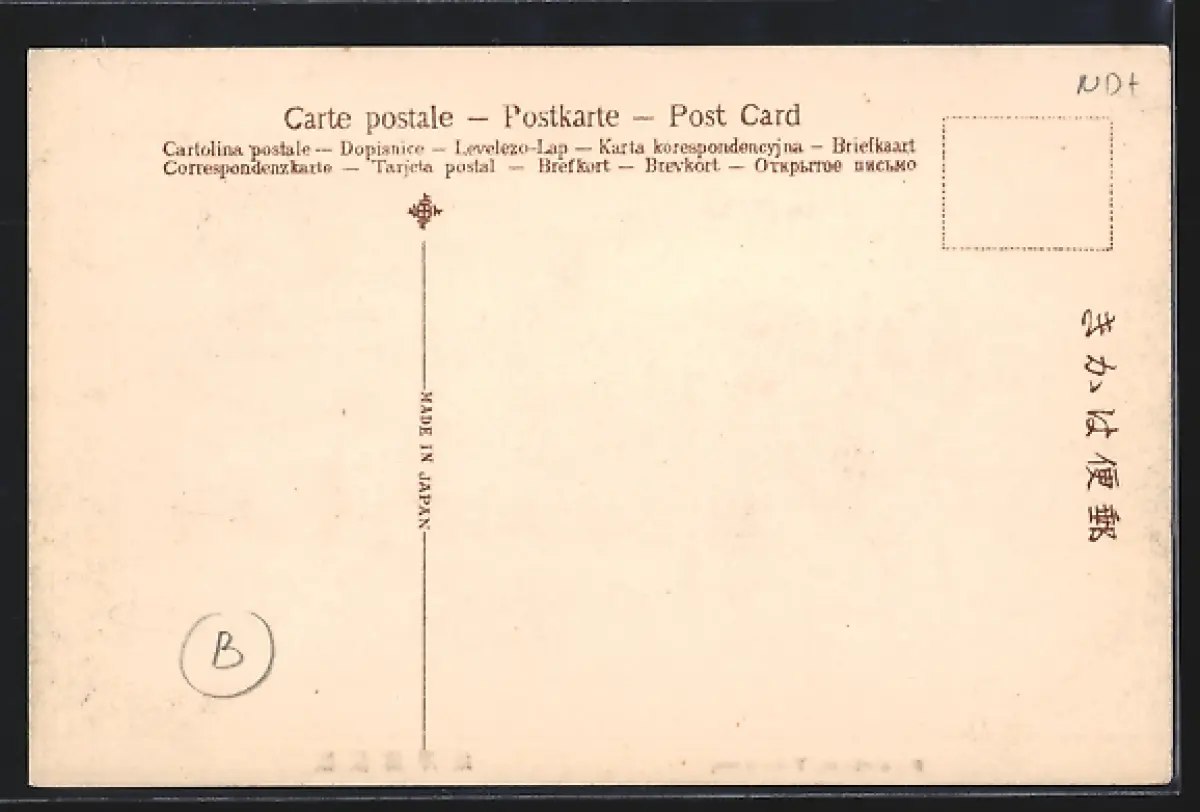 NDt
Carte postale — Postkarte — Post Card
Cartolina postale — Dopisnice — Levelezo-Lap — Karta korespondencyjna — Briefkaart
Correspondenzkarte — Tarjeta postal — Brefkort — Brevkort — Открытое письмо
きかは便郵
MADE IN JAPAN
B